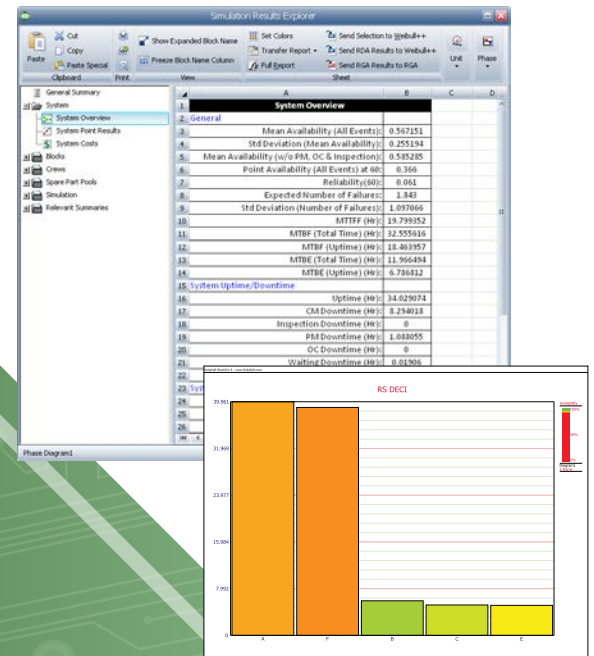 Simulation Results Explorer
Paste
Cut
Copy
Paste Special
Clipboard
Print
Show Expanded Block Name
Freeze Block Name Column
View
Set Colors
Transfer Report
Full Report
Send Selection to Weibull++
Send RDA Results to Weibull++
Send RGA Results to RGA
Sheet
Unit
Phase
General Summary
System
System Overview
System Point Results
System Costs
Blocks
Crews
Spare Part Pools
Simulation
Relevant Summaries
A B C D
1 System Overview
2 General
3 Mean Availability (All Events): 0.567151
4 Std Deviation (Mean Availability): 0.255194
5 Mean Availability (w/o PM, OC & Inspection): 0.585285
6 Point Availability (All Events) at 60: 0.366
7 Reliability(60): 0.061
8 Expected Number of Failures: 1.843
9 Std Deviation (Number of Failures): 1.097066
10 MTTFF (Hr): 19.799352
11 MTBF (Total Time) (Hr): 32.555616
12 MTBF (Uptime) (Hr): 18.463957
13 MTBE (Total Time) (Hr): 11.966494
14 MTBE (Uptime) (Hr): 6.786812
15 System Uptime/Downtime
16 Uptime (Hr): 34.029074
17 CM Downtime (Hr): 8.294018
18 Inspection Downtime (Hr): 0
19 PM Downtime (Hr): 1.088055
20 OC Downtime (Hr): 0
21 Waiting Downtime (Hr): 0.01906
22
23 Syst
24
25
26
Phase Diagram1
RS DECI
39.961
31.969
23.977
15.984
7.992
0
A F B C E
Availability
100%
50%
0%